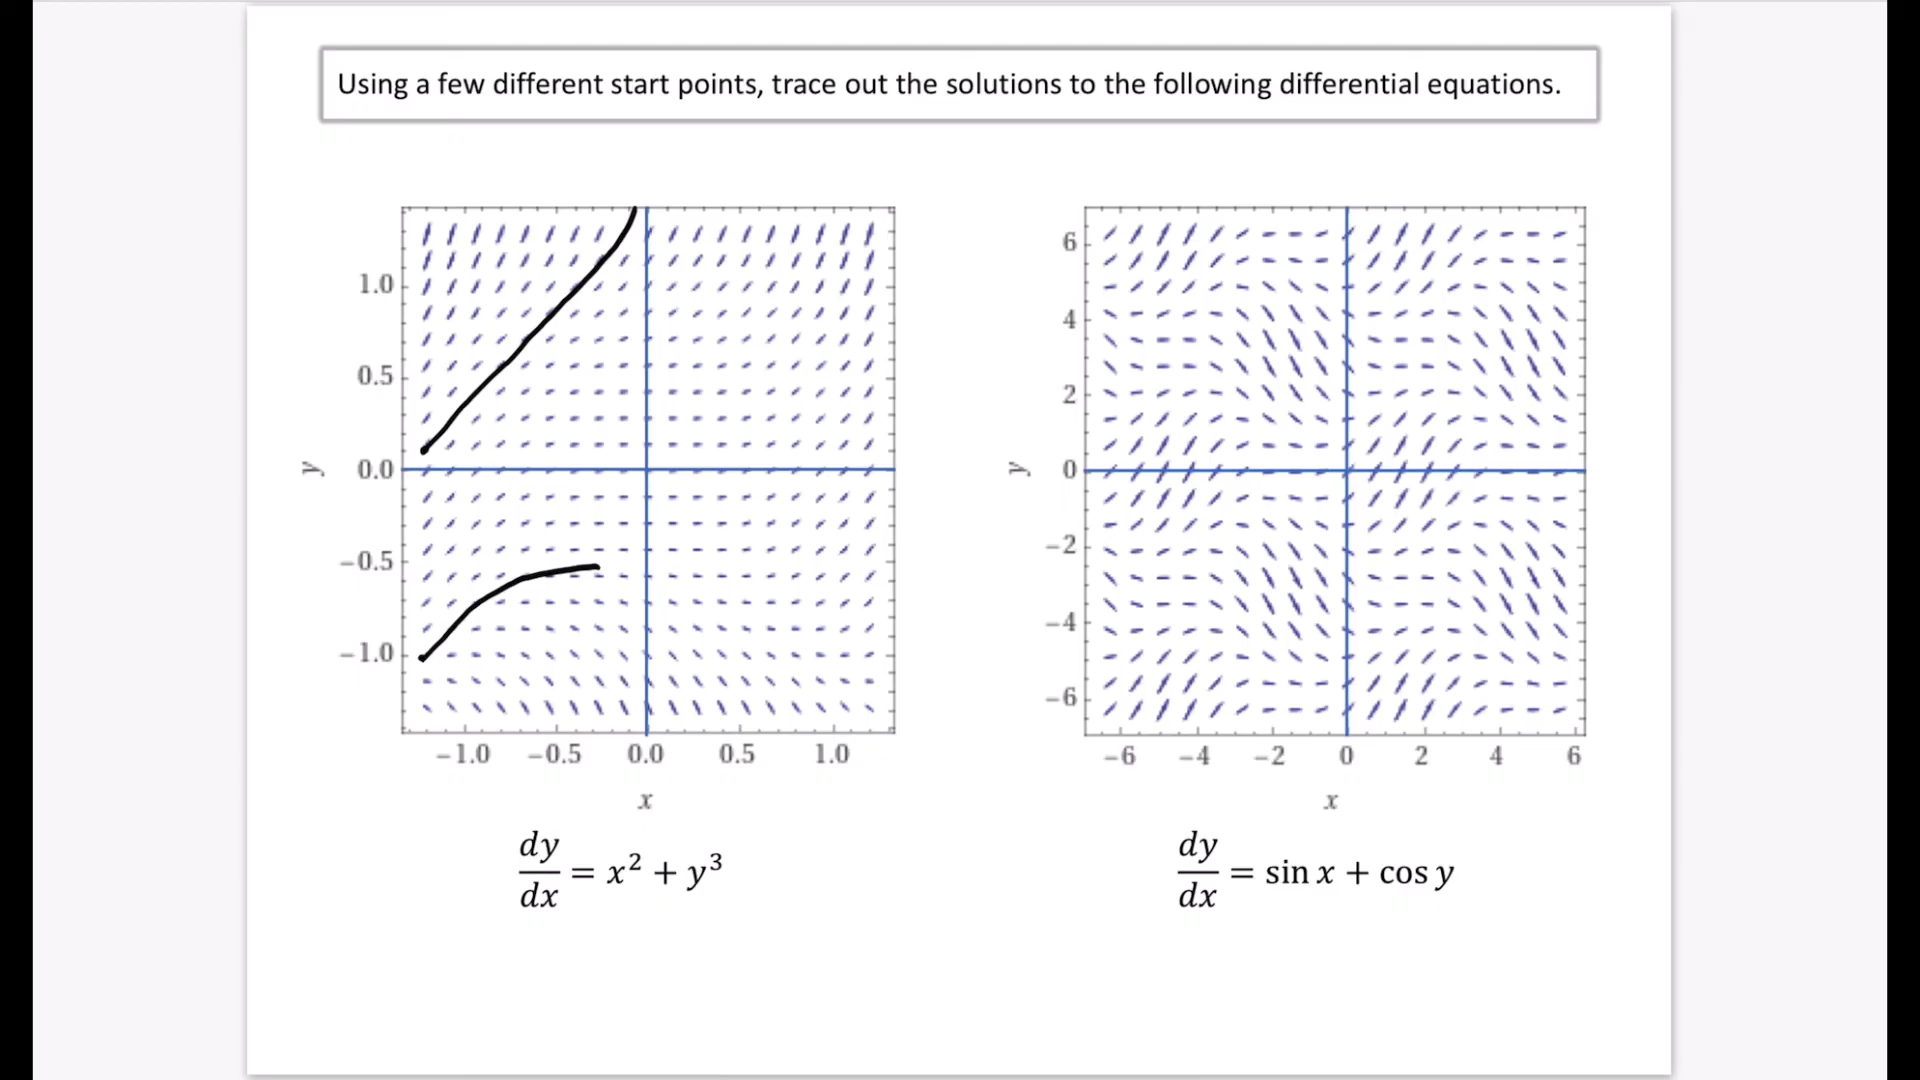 Using a few different start points, trace out the solutions to the following differential equations.
1.0
0.5
0.0
−0.5
−1.0
y
−1.0 −0.5 0.0 0.5 1.0
x
dy/dx = x² + y³
6
4
2
0
−2
−4
−6
y
−6 −4 −2 0 2 4 6
x
dy/dx = sin x + cos y